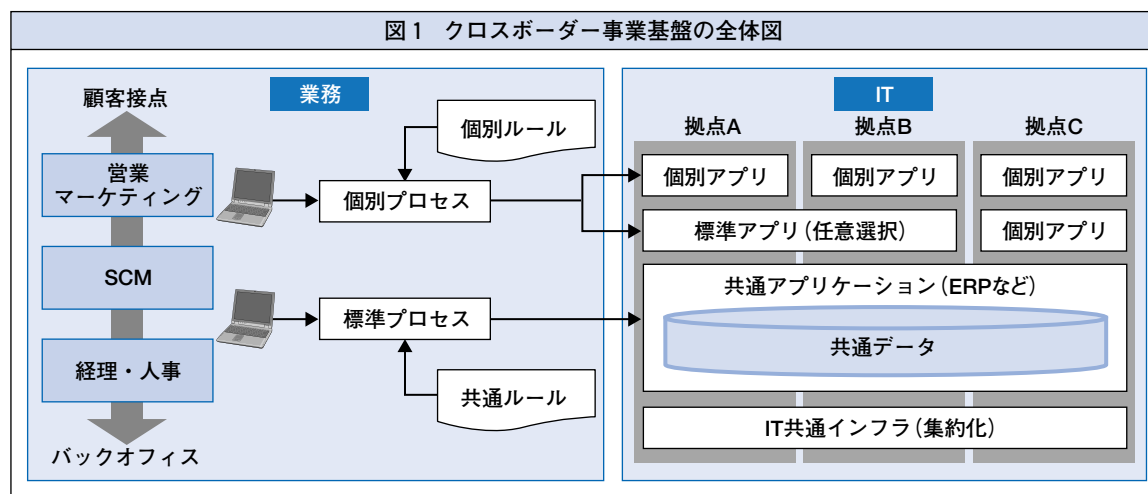 図1 クロスボーダー事業基盤の全体図
業務
顧客接点
営業
マーケティング
SCM
経理・人事
バックオフィス
個別ルール
個別プロセス
標準プロセス
共通ルール
IT
拠点A
拠点B
拠点C
個別アプリ
個別アプリ
個別アプリ
標準アプリ(任意選択)
個別アプリ
共通アプリケーション(ERPなど)
共通データ
IT共通インフラ(集約化)